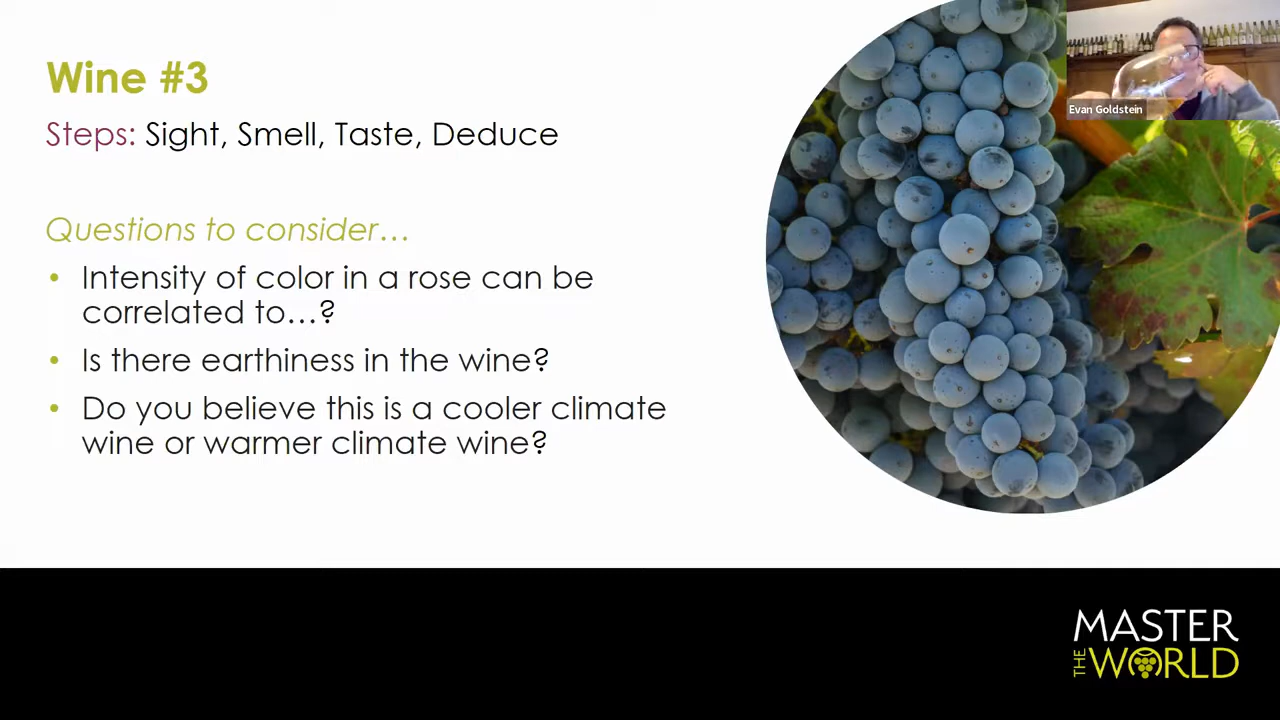 Wine #3
Steps: Sight, Smell, Taste, Deduce
Questions to consider...
• Intensity of color in a rose can be
correlated to...?
• Is there earthiness in the wine?
• Do you believe this is a cooler climate
wine or warmer climate wine?
Evan Goldstein
MASTER
THE WORLD